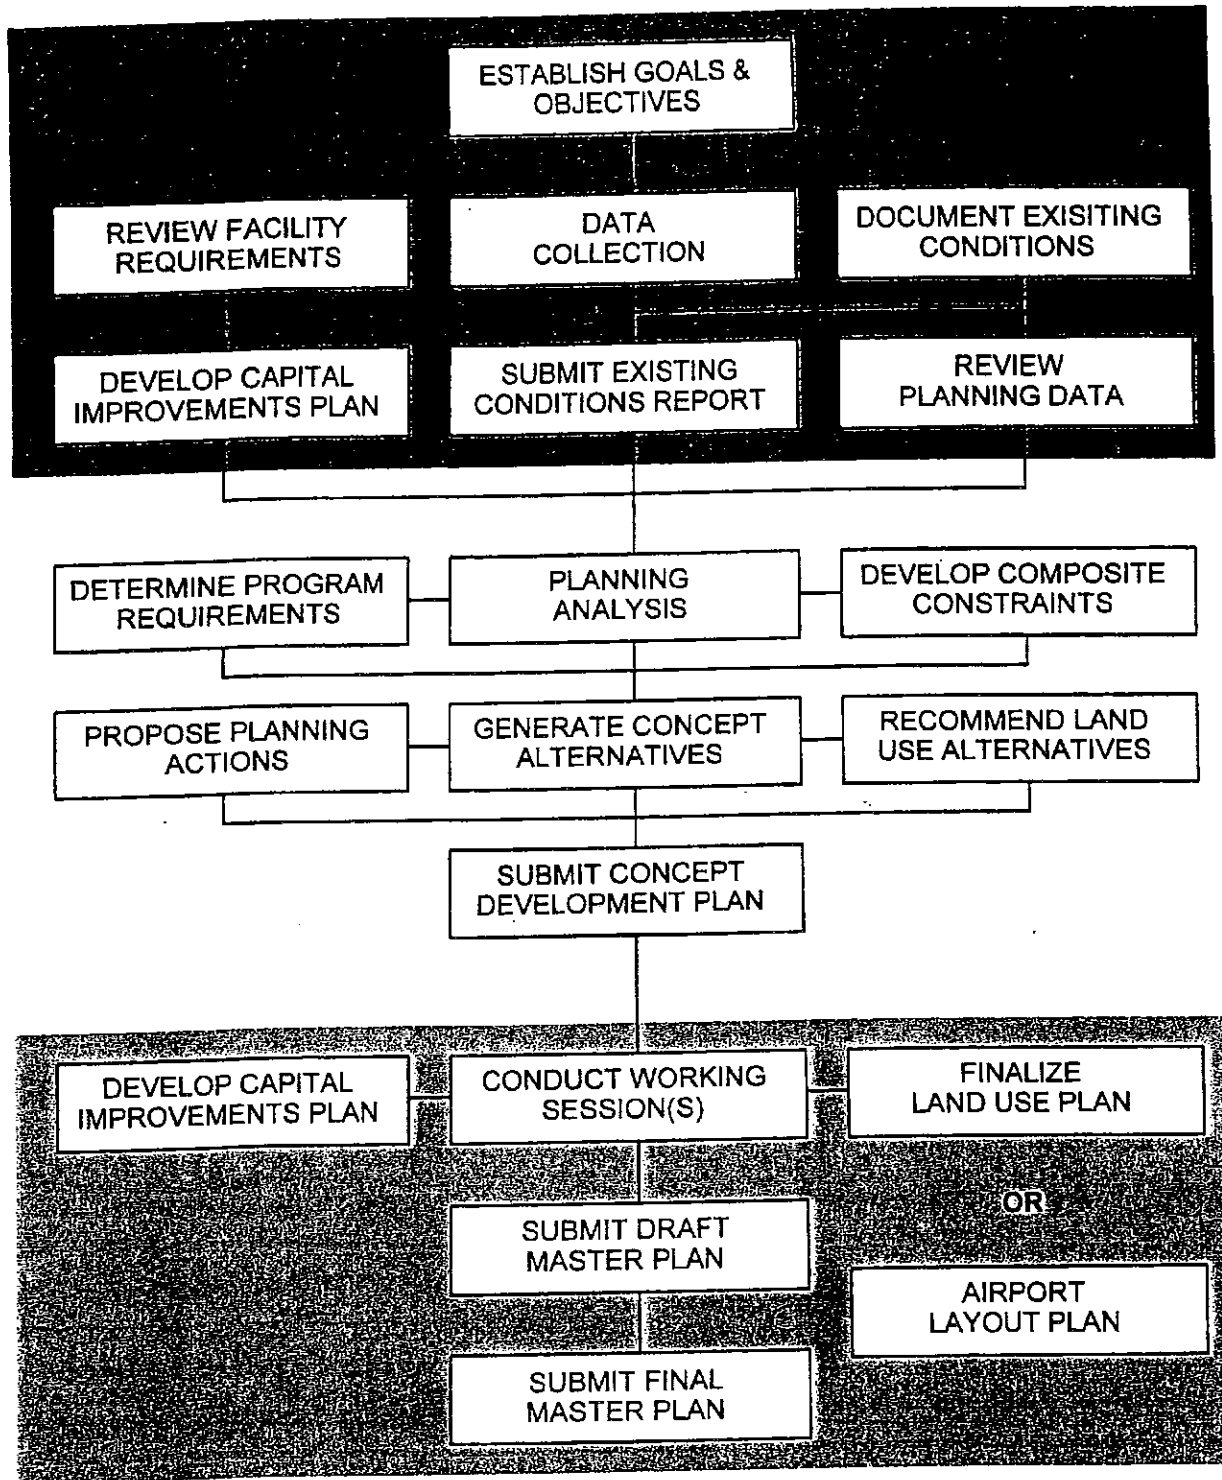 ESTABLISH GOALS &
OBJECTIVES
REVIEW FACILITY
REQUIREMENTS
DATA
COLLECTION
DOCUMENT EXISITING
CONDITIONS
DEVELOP CAPITAL
IMPROVEMENTS PLAN
SUBMIT EXISTING
CONDITIONS REPORT
REVIEW
PLANNING DATA
DETERMINE PROGRAM
REQUIREMENTS
PLANNING
ANALYSIS
DEVELOP COMPOSITE
CONSTRAINTS
PROPOSE PLANNING
ACTIONS
GENERATE CONCEPT
ALTERNATIVES
RECOMMEND LAND
USE ALTERNATIVES
SUBMIT CONCEPT
DEVELOPMENT PLAN
DEVELOP CAPITAL
IMPROVEMENTS PLAN
CONDUCT WORKING
SESSION(S)
FINALIZE
LAND USE PLAN
OR
SUBMIT DRAFT
MASTER PLAN
AIRPORT
LAYOUT PLAN
SUBMIT FINAL
MASTER PLAN